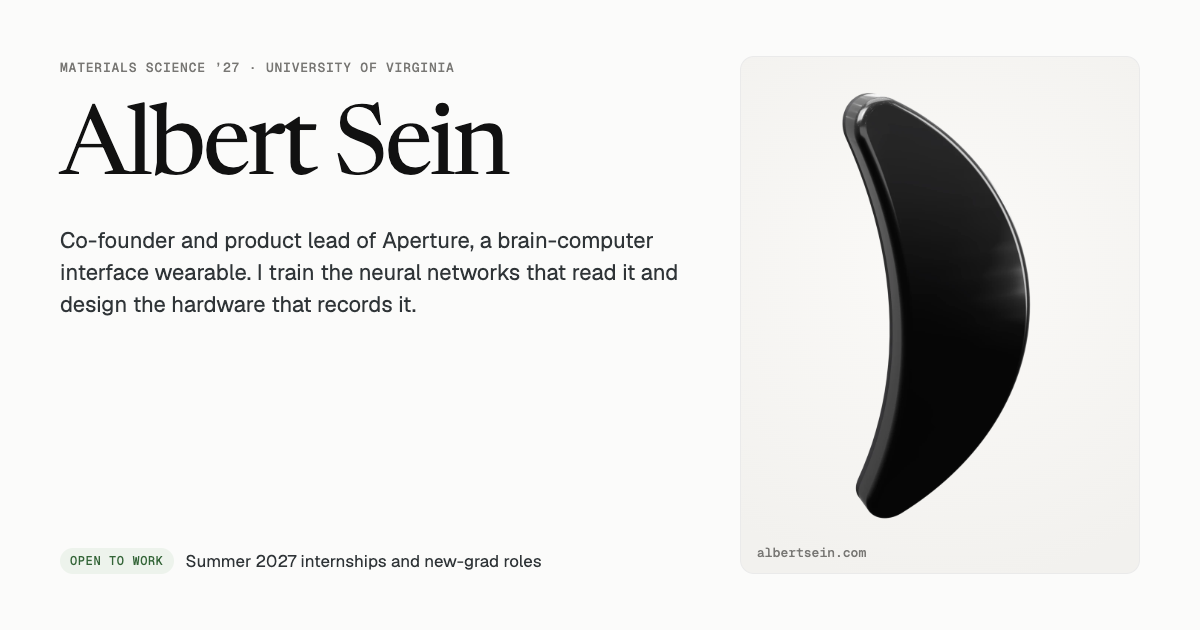 MATERIALS SCIENCE '27 · UNIVERSITY OF VIRGINIA
Albert Sein
Co-founder and product lead of Aperture, a brain-computer
interface wearable. I train the neural networks that read it and
design the hardware that records it.
OPEN TO WORK Summer 2027 internships and new-grad roles
albertsein.com